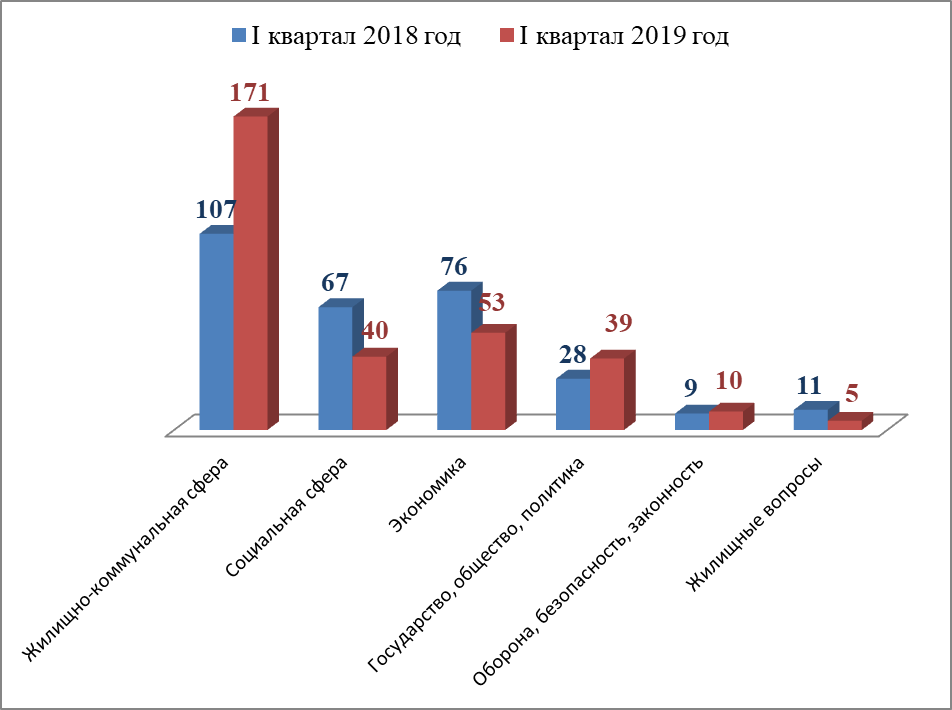 I квартал 2018 год
I квартал 2019 год
171
107
67
40
76
53
28
39
9
10
11
5
Жилищно-коммунальная сфера
Социальная сфера
Экономика
Государство, общество, политика
Оборона, безопасность, законность
Жилищные вопросы